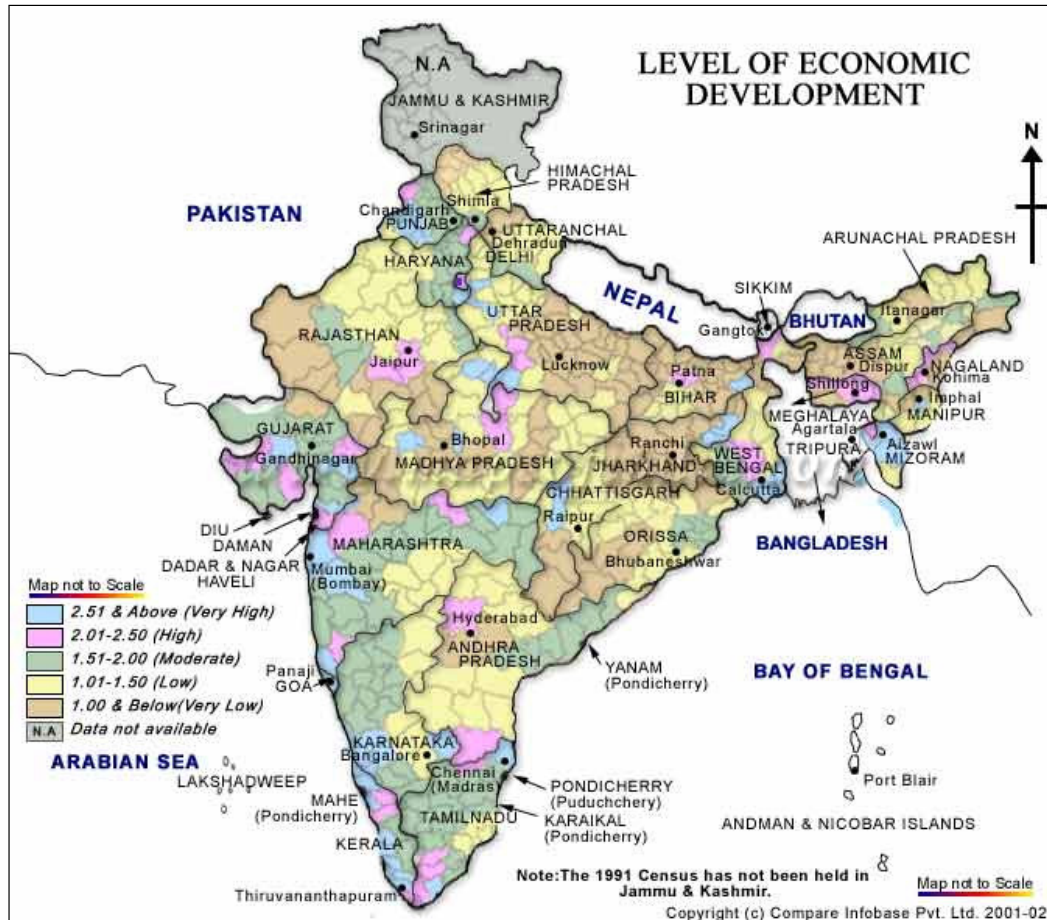 LEVEL OF ECONOMIC
DEVELOPMENT
N
N.A
JAMMU & KASHMIR
Srinagar
HIMACHAL
PRADESH
PAKISTAN
Shimla
Chandigarh
PUNJAB
UTTARANCHAL
Dehradun
DELHI
HARYANA
ARUNACHAL PRADESH
SIKKIM
NEPAL
Gangtok
BHUTAN
Itanagar
UTTAR
PRADESH
RAJASTHAN
Jaipur
Lucknow
ASSAM
Dispur
NAGALAND
Kohima
Patna
BIHAR
Shillong
Imphal
MEGHALAYA
MANIPUR
GUJARAT
Gandhinagar
Bhopal
MADHYA PRADESH
Ranchi
JHARKHAND
WEST
BENGAL
Calcutta
Agartala
TRIPURA
Aizawl
MIZORAM
CHHATTISGARH
Raipur
ORISSA
Bhubaneshwar
BANGLADESH
DIU
DAMAN
DADAR & NAGAR
HAVELI
MAHARASHTRA
Mumbai
(Bombay)
Map not to Scale
2.51 & Above (Very High)
2.01-2.50 (High)
1.51-2.00 (Moderate)
1.01-1.50 (Low)
1.00 & Below(Very Low)
N.A Data not available
Hyderabad
ANDHRA
PRADESH
YANAM
(Pondicherry)
BAY OF BENGAL
Panaji
GOA
ARABIAN SEA
KARNATAKA
Bangalore
LAKSHADWEEP
Chennai
(Madras)
PONDICHERRY
(Puduchchery)
Port Blair
MAHE
(Pondicherry)
TAMILNADU
KARAIKAL
(Pondicherry)
ANDMAN & NICOBAR ISLANDS
KERALA
Thiruvananthapuram
Note:The 1991 Census has not been held in
Jammu & Kashmir.
Map not to Scale
Copyright (c) Compare Infobase Pvt. Ltd. 2001-02